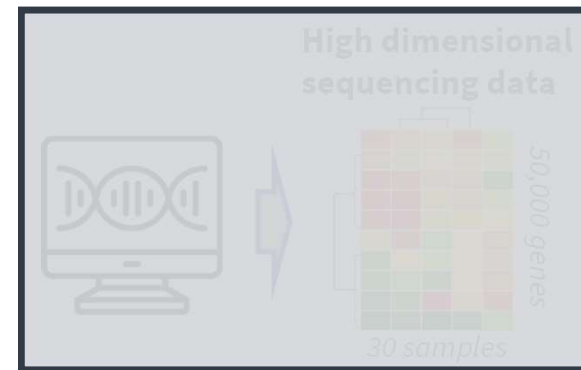 High dimensional
sequencing data
50,000 genes
30 samples